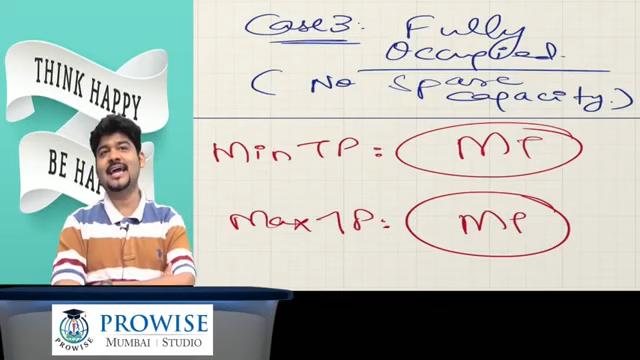 THINK HAPPY
BE HA
Case 3: Fully
Occupied.
( No Spare
capacity.)
Min TP = MP
Max TP = MP
PROWISE
PROWISE
MUMBAI | STUDIO